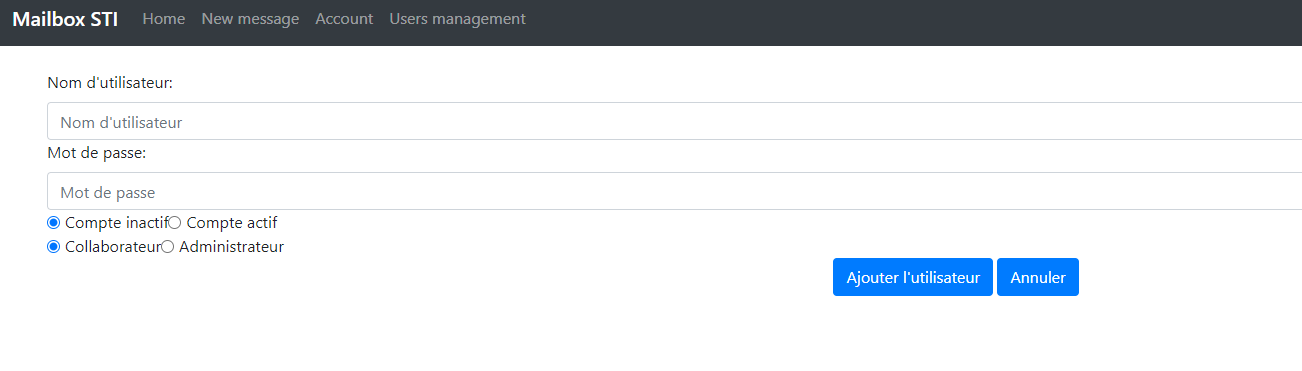 Mailbox STI Home New message Account Users management
Nom d'utilisateur:
Nom d'utilisateur
Mot de passe:
Mot de passe
Compte inactif Compte actif
Collaborateur Administrateur
Ajouter l'utilisateur Annuler